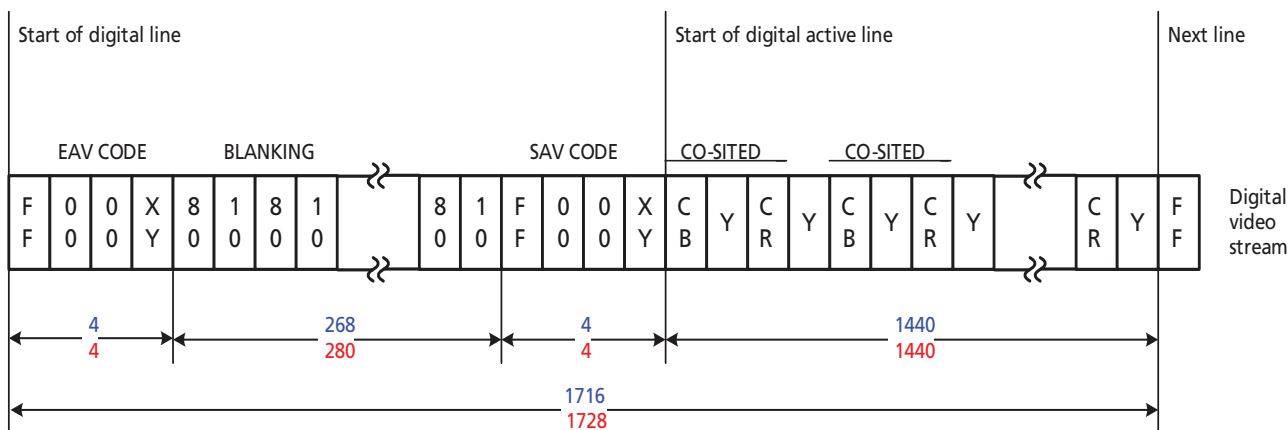 Start of digital line Start of digital active line Next line
EAV CODE BLANKING SAV CODE CO-SITED CO-SITED
F F 0 0 0 0 X Y 8 0 1 0 8 0 1 0 8 0 1 0 F F 0 0 0 0 X Y C B Y C R Y C B Y C R Y C R Y F F
Digital
video
stream
4 268 4 1440
4 280 4 1440
1716
1728